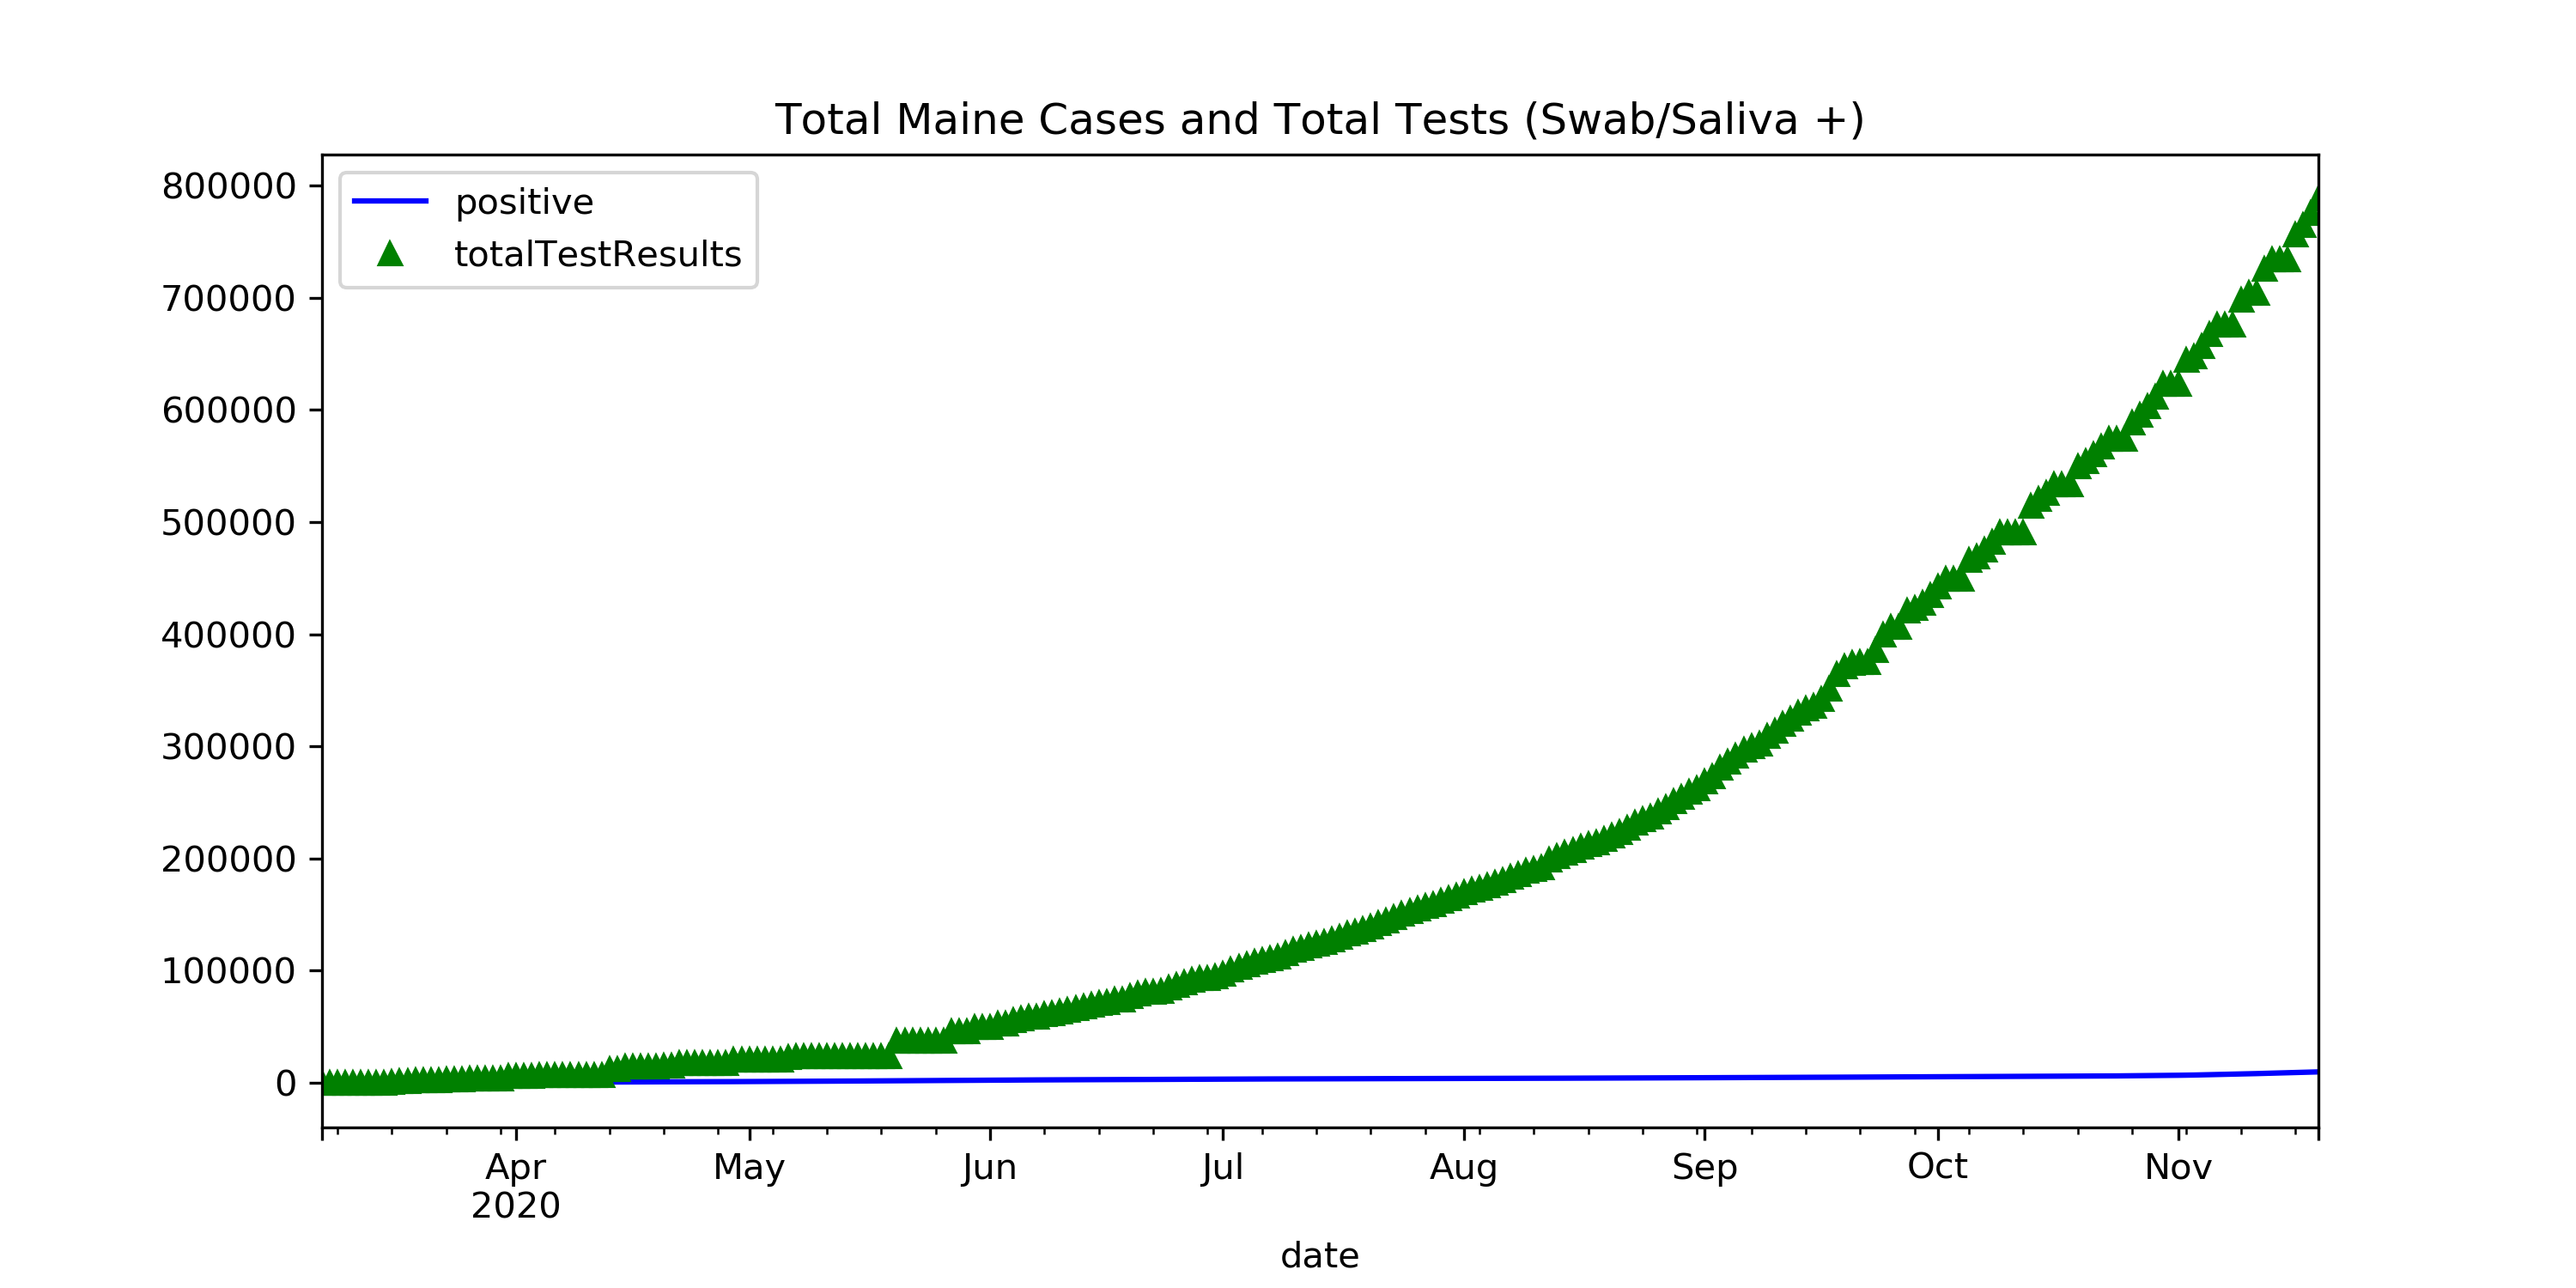 Total Maine Cases and Total Tests (Swab/Saliva +)
positive
totalTestResults
800000
700000
600000
500000
400000
300000
200000
100000
0
Apr May Jun Jul Aug Sep Oct Nov
2020
date